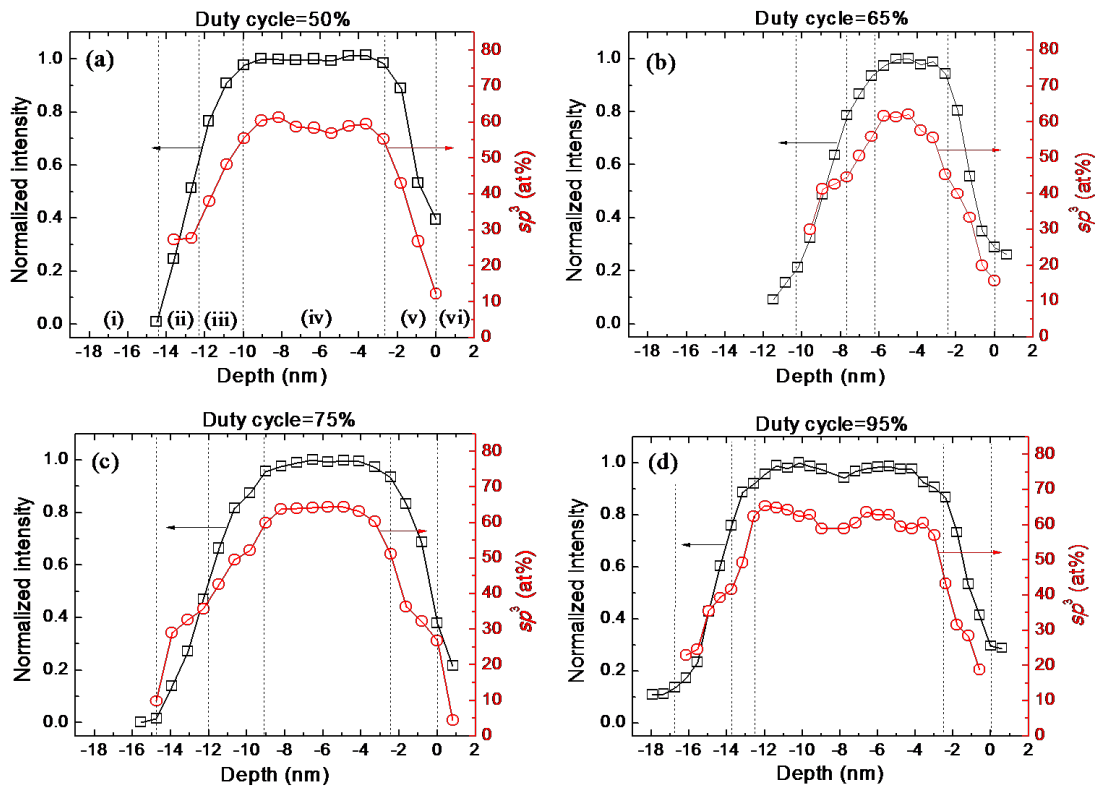 Duty cycle=50%
(a)
Normalized intensity
1.0
0.8
0.6
0.4
0.2
0.0
80
70
60
50
40
30
20
10
0
sp³ (at%)
(i) (ii) (iii) (iv) (v) (vi)
-18 -16 -14 -12 -10 -8 -6 -4 -2 0 2
Depth (nm)
Duty cycle=65%
(b)
Normalized intensity
1.0
0.8
0.6
0.4
0.2
0.0
80
70
60
50
40
30
20
10
0
sp³ (at%)
-18 -16 -14 -12 -10 -8 -6 -4 -2 0 2
Depth (nm)
Duty cycle=75%
(c)
Normalized intensity
1.0
0.8
0.6
0.4
0.2
0.0
80
70
60
50
40
30
20
10
0
sp³ (at%)
-18 -16 -14 -12 -10 -8 -6 -4 -2 0 2
Depth (nm)
Duty cycle=95%
(d)
Normalized intensity
1.0
0.8
0.6
0.4
0.2
0.0
80
70
60
50
40
30
20
10
0
sp³ (at%)
-18 -16 -14 -12 -10 -8 -6 -4 -2 0 2
Depth (nm)